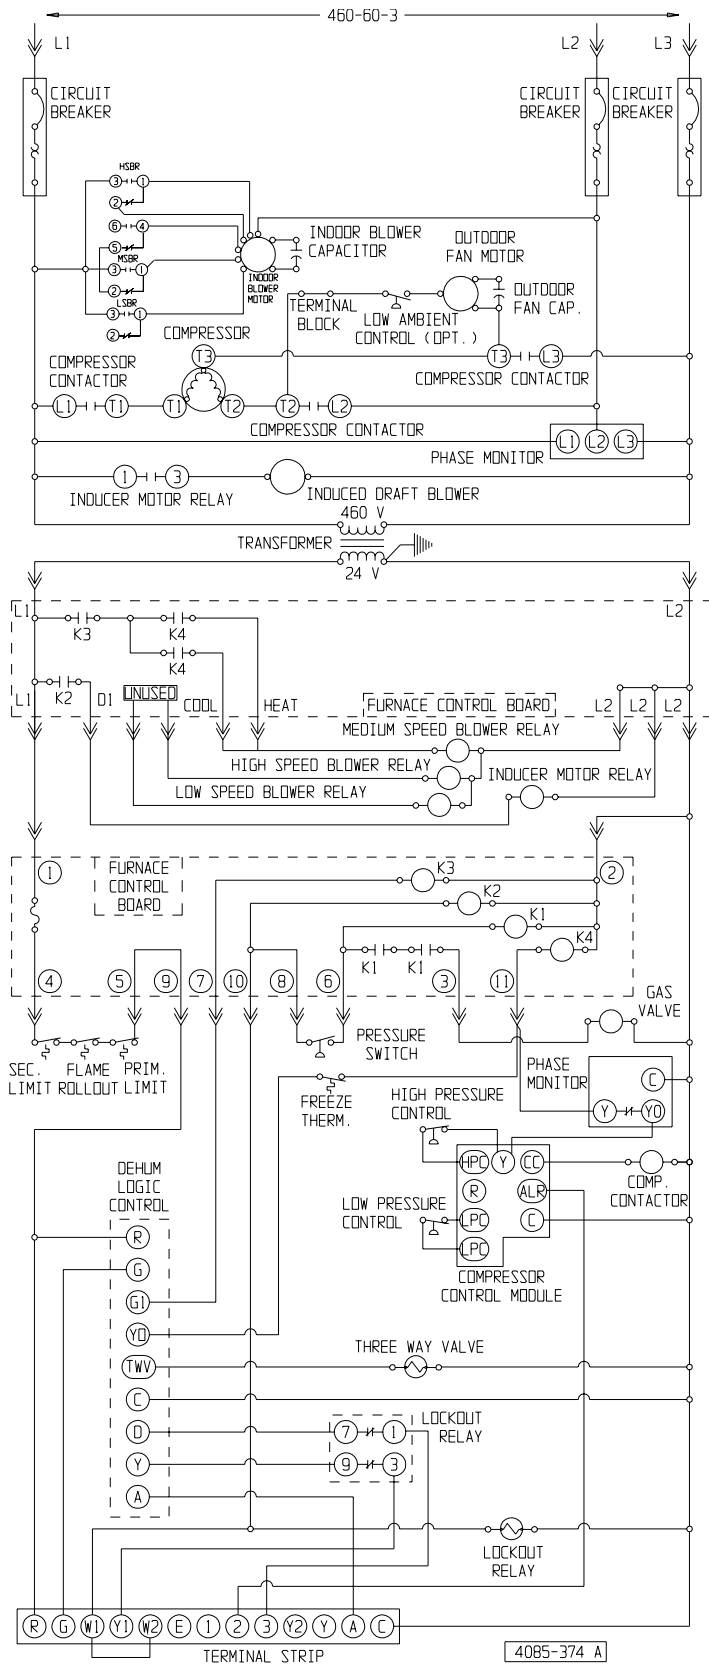 460-60-3
L1 L2 L3
CIRCUIT BREAKER CIRCUIT BREAKER CIRCUIT BREAKER
HSBR
3 1
2
6 4
5
MSBR
3 1
2
LSBR
3 1
2
INDOOR BLOWER MOTOR
INDOOR BLOWER CAPACITOR
OUTDOOR FAN MOTOR
OUTDOOR FAN CAP.
TERMINAL BLOCK
LOW AMBIENT CONTROL (OPT.)
COMPRESSOR
T3 T3 L3
COMPRESSOR CONTACTOR
COMPRESSOR CONTACTOR
L1 T1 T1 T2 T2 L2
COMPRESSOR CONTACTOR
L1 L2 L3
PHASE MONITOR
1 3
INDUCER MOTOR RELAY
INDUCED DRAFT BLOWER
460 V
TRANSFORMER
24 V
L1 L2
K3 K4
K4
K2
L1 D1 UNUSED COOL HEAT FURNACE CONTROL BOARD L2 L2 L2
MEDIUM SPEED BLOWER RELAY
HIGH SPEED BLOWER RELAY
INDUCER MOTOR RELAY
LOW SPEED BLOWER RELAY
1 FURNACE CONTROL BOARD K3 2
K2
K1
K4
K1 K1
4 5 9 7 10 8 6 3 11
GAS VALVE
PRESSURE SWITCH
SEC. LIMIT FLAME ROLLOUT PRIM. LIMIT
FREEZE THERM.
PHASE MONITOR
C
Y YO
HIGH PRESSURE CONTROL
HPC Y CC
R ALR
LPC C
LPC
COMP. CONTACTOR
LOW PRESSURE CONTROL
COMPRESSOR CONTROL MODULE
DEHUM LOGIC CONTROL
R
G
G1
YO
TWV
THREE WAY VALVE
C
D 7 1
LOCKOUT RELAY
Y 9 3
A
LOCKOUT RELAY
R G W1 Y1 W2 E 1 2 3 Y2 Y A C
TERMINAL STRIP
4085-374 A